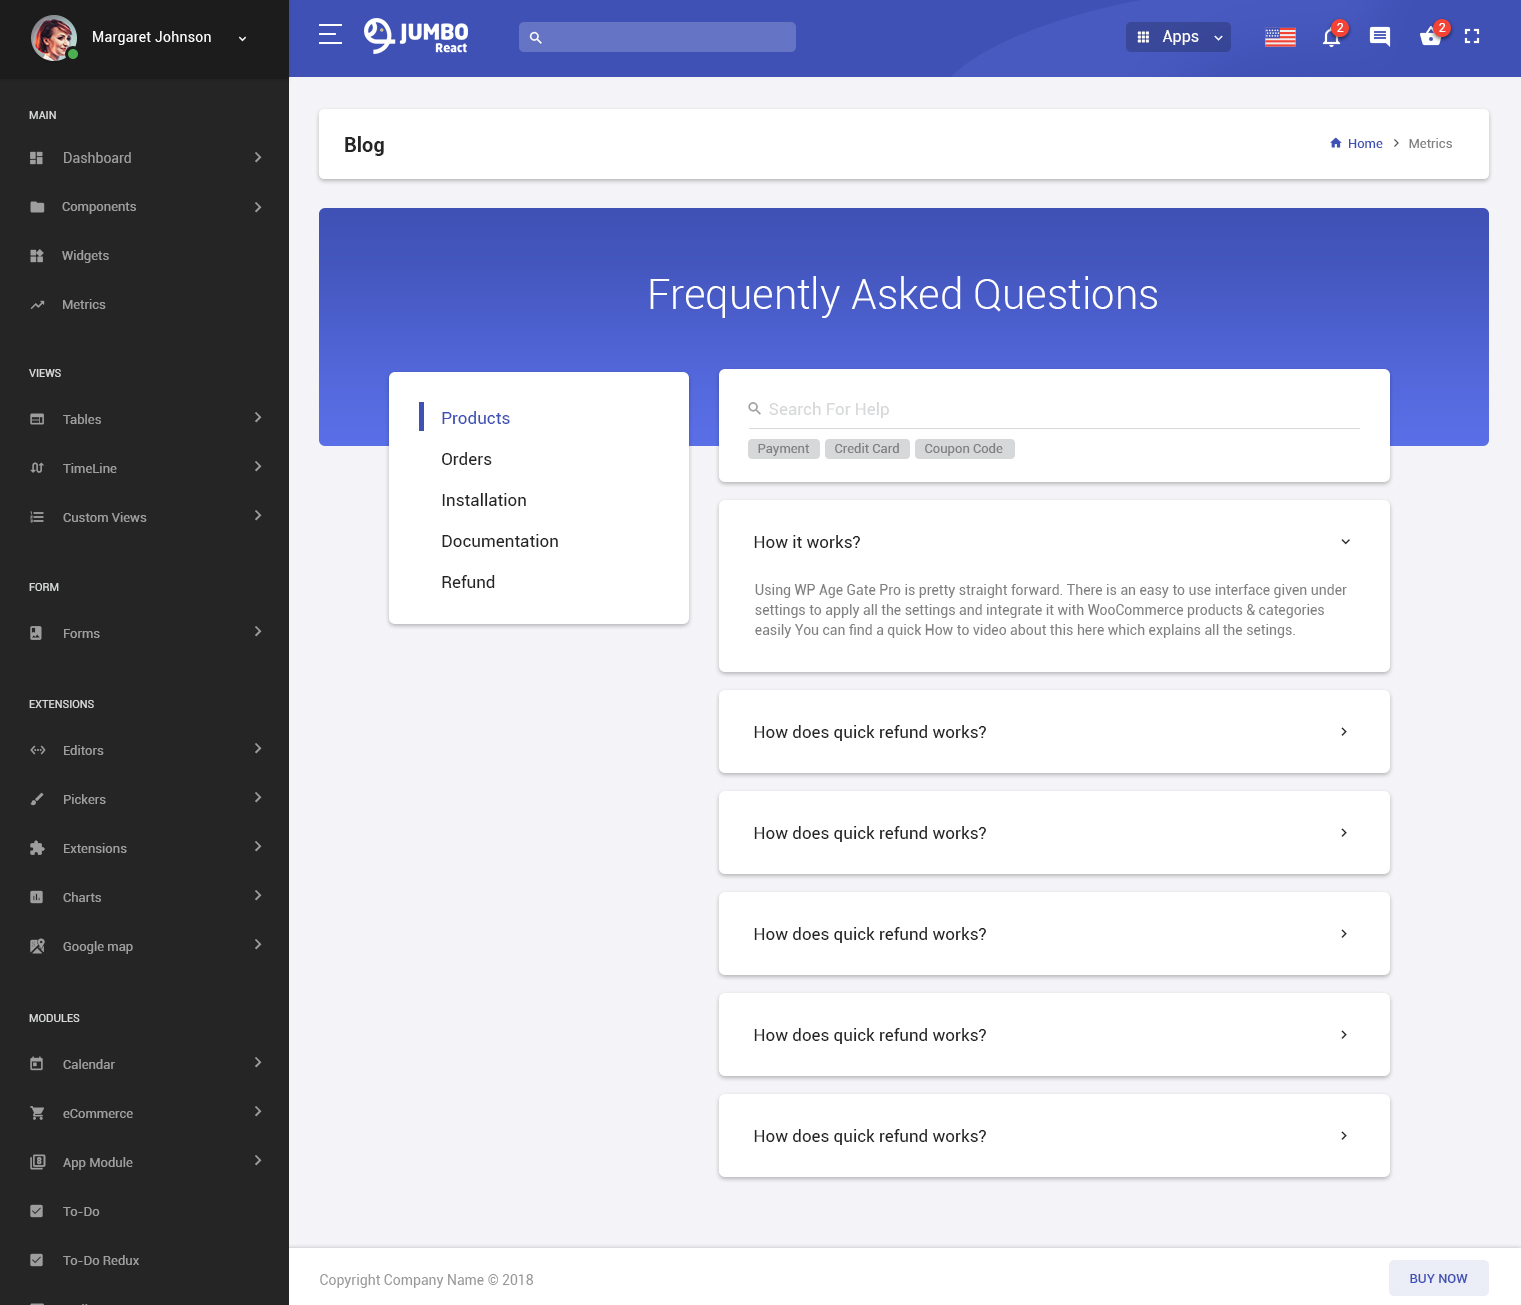 Margaret Johnson
JUMBO
React
Apps
2
2
MAIN
Dashboard
Components
Widgets
Metrics
VIEWS
Tables
TimeLine
Custom Views
FORM
Forms
EXTENSIONS
Editors
Pickers
Extensions
Charts
Google map
MODULES
Calendar
eCommerce
App Module
To-Do
To-Do Redux
Blog
Home
Metrics
Frequently Asked Questions
Products
Orders
Installation
Documentation
Refund
Search For Help
Payment
Credit Card
Coupon Code
How it works?
Using WP Age Gate Pro is pretty straight forward. There is an easy to use interface given under
settings to apply all the settings and integrate it with WooCommerce products & categories
easily You can find a quick How to video about this here which explains all the setings.
How does quick refund works?
How does quick refund works?
How does quick refund works?
How does quick refund works?
How does quick refund works?
Copyright Company Name © 2018
BUY NOW